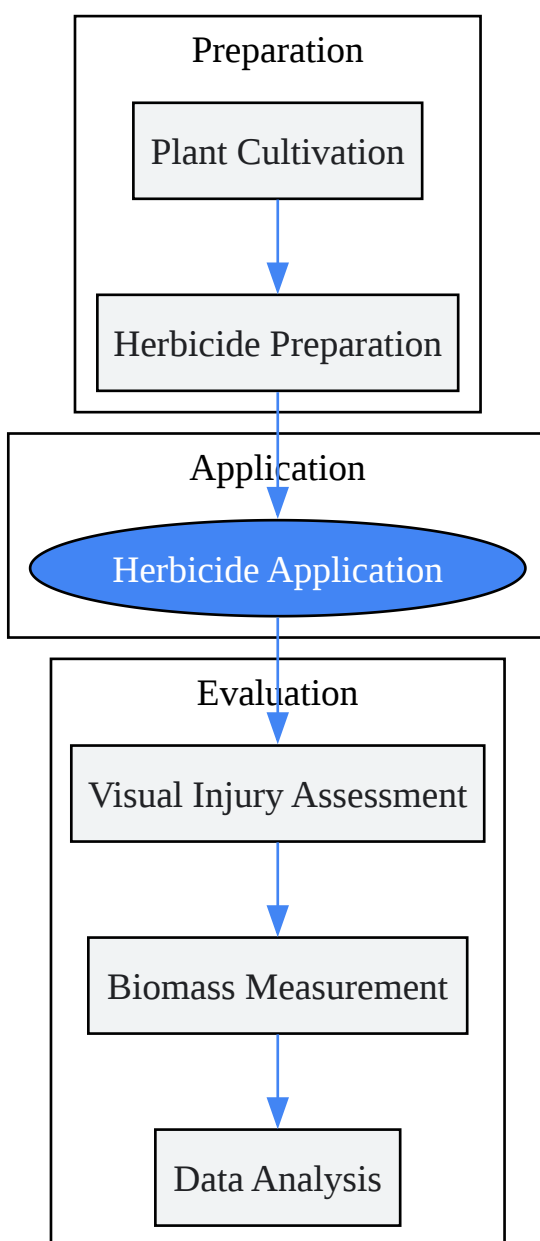 Preparation
Plant Cultivation
Herbicide Preparation
Application
Herbicide Application
Evaluation
Visual Injury Assessment
Biomass Measurement
Data Analysis